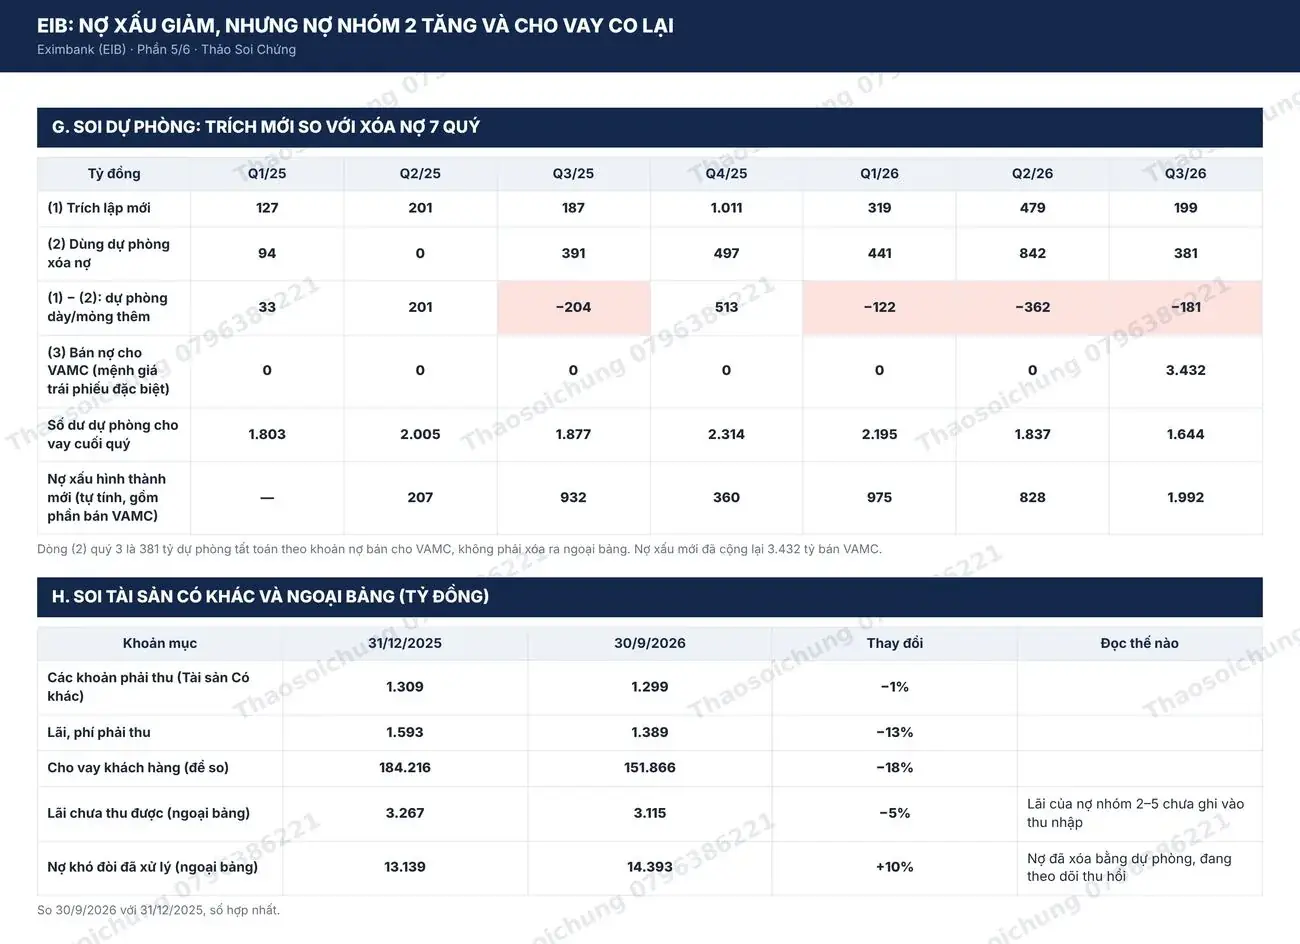 EIB: NỢ XẤU GIẢM, NHƯNG NỢ NHÓM 2 TĂNG VÀ CHO VAY CO LẠI
Eximbank (EIB) · Phần 5/6 · Thảo Soi Chứng
G. SOI DỰ PHÒNG: TRÍCH MỚI SO VỚI XÓA NỢ 7 QUÝ
Tỷ đồng Q1/25 Q2/25 Q3/25 Q4/25 Q1/26 Q2/26 Q3/26
(1) Trích lập mới 127 201 187 1.011 319 479 199
(2) Dùng dự phòng
xóa nợ 94 0 391 497 441 842 381
(1) − (2): dự phòng
dày/mỏng thêm 33 201 −204 513 −122 −362 −181
(3) Bán nợ cho
VAMC (mệnh giá
trái phiếu đặc biệt) 0 0 0 0 0 0 3.432
Số dư dự phòng cho
vay cuối quý 1.803 2.005 1.877 2.314 2.195 1.837 1.644
Nợ xấu hình thành
mới (tự tính, gồm
phần bán VAMC) — 207 932 360 975 828 1.992
Dòng (2) quý 3 là 381 tỷ dự phòng tất toán theo khoản nợ bán cho VAMC, không phải xóa ra ngoại bảng. Nợ xấu mới đã cộng lại 3.432 tỷ bán VAMC.
H. SOI TÀI SẢN CÓ KHÁC VÀ NGOẠI BẢNG (TỶ ĐỒNG)
Khoản mục 31/12/2025 30/9/2026 Thay đổi Đọc thế nào
Các khoản phải thu (Tài sản Có
khác) 1.309 1.299 −1%
Lãi, phí phải thu 1.593 1.389 −13%
Cho vay khách hàng (để so) 184.216 151.866 −18%
Lãi chưa thu được (ngoại bảng) 3.267 3.115 −5% Lãi của nợ nhóm 2–5 chưa ghi vào
thu nhập
Nợ khó đòi đã xử lý (ngoại bảng) 13.139 14.393 +10% Nợ đã xóa bằng dự phòng, đang
theo dõi thu hồi
So 30/9/2026 với 31/12/2025, số hợp nhất.
Thaosoichung 0796386221